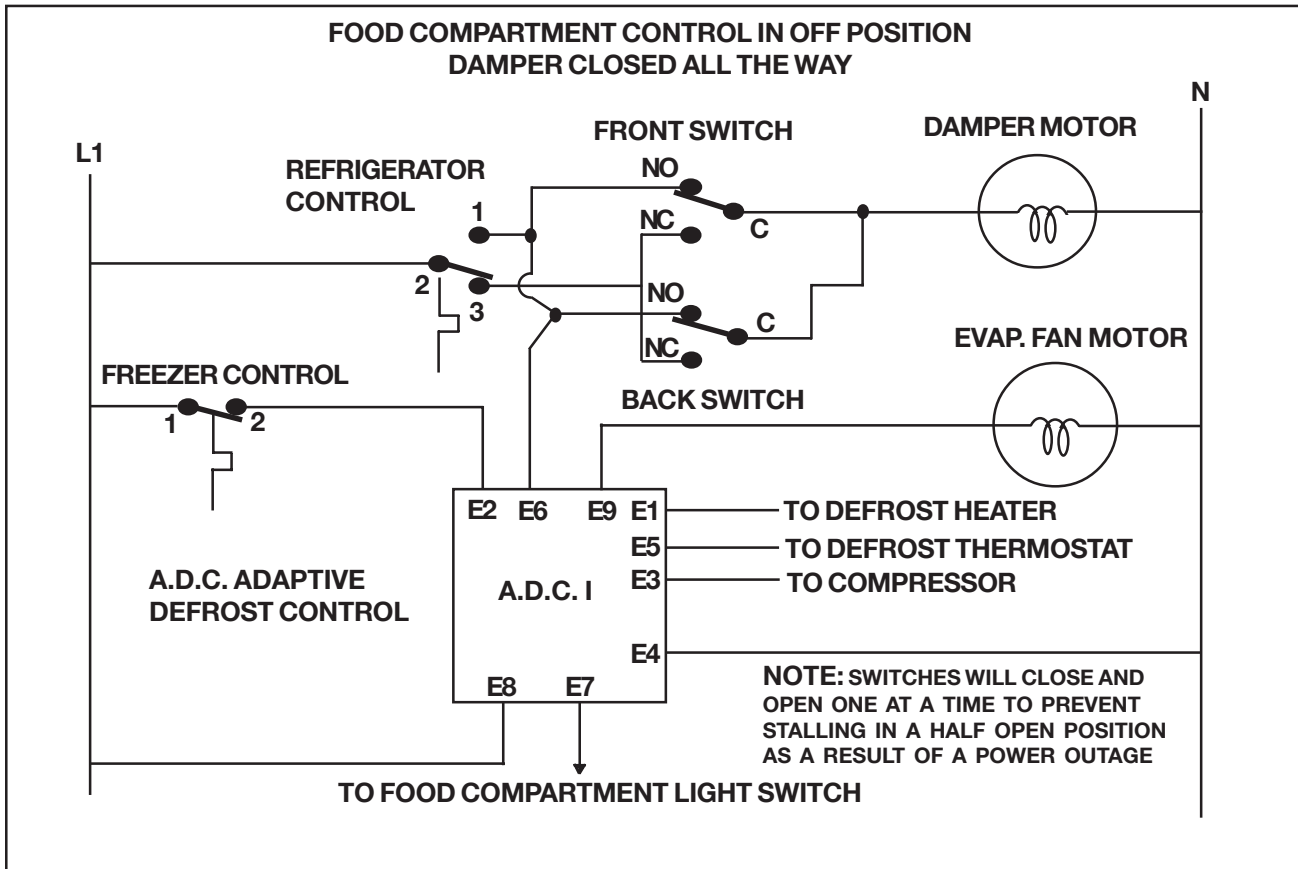 FOOD COMPARTMENT CONTROL IN OFF POSITION
DAMPER CLOSED ALL THE WAY
N
L1
FRONT SWITCH
DAMPER MOTOR
REFRIGERATOR
CONTROL
NO
1
NC
C
2
3
NO
C
NC
EVAP. FAN MOTOR
FREEZER CONTROL
1
2
BACK SWITCH
E2
E6
E9
E1
TO DEFROST HEATER
E5
TO DEFROST THERMOSTAT
E3
TO COMPRESSOR
A.D.C. ADAPTIVE
DEFROST CONTROL
A.D.C. I
E4
E8
E7
NOTE: SWITCHES WILL CLOSE AND
OPEN ONE AT A TIME TO PREVENT
STALLING IN A HALF OPEN POSITION
AS A RESULT OF A POWER OUTAGE
TO FOOD COMPARTMENT LIGHT SWITCH